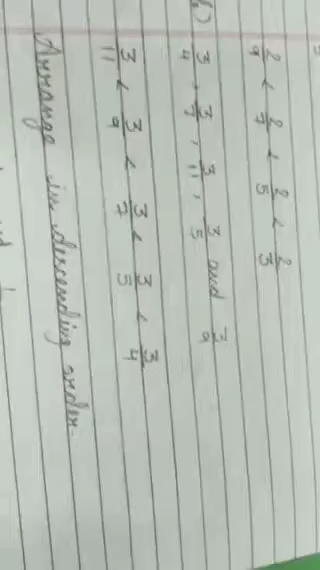 2/9 < 2/7 < 2/5 < 2/3
b) 3/4, 3/7, 3/11, 3/5 and 3/9
3/11 < 3/9 < 3/7 < 3/5 < 3/4
Arrange in descending order-